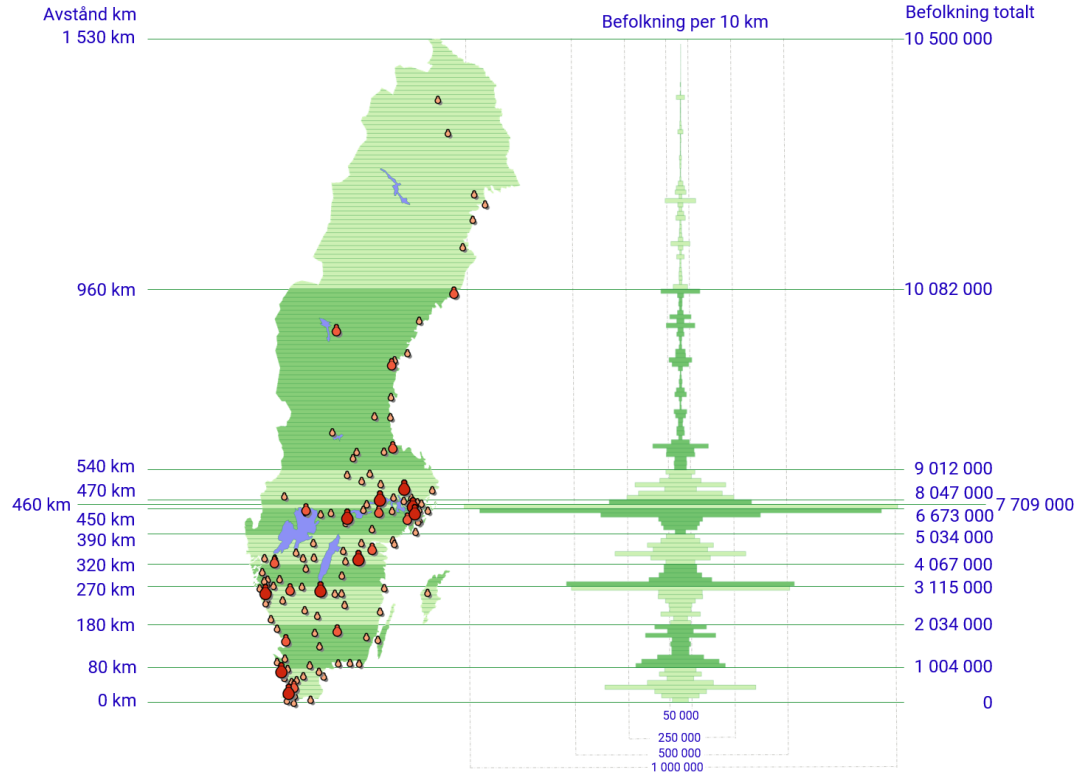 Avstånd km
Befolkning per 10 km
Befolkning totalt
1 530 km
10 500 000
960 km
10 082 000
540 km
9 012 000
470 km
8 047 000
460 km
7 709 000
450 km
6 673 000
390 km
5 034 000
320 km
4 067 000
270 km
3 115 000
180 km
2 034 000
80 km
1 004 000
0 km
0
50 000
250 000
500 000
1 000 000